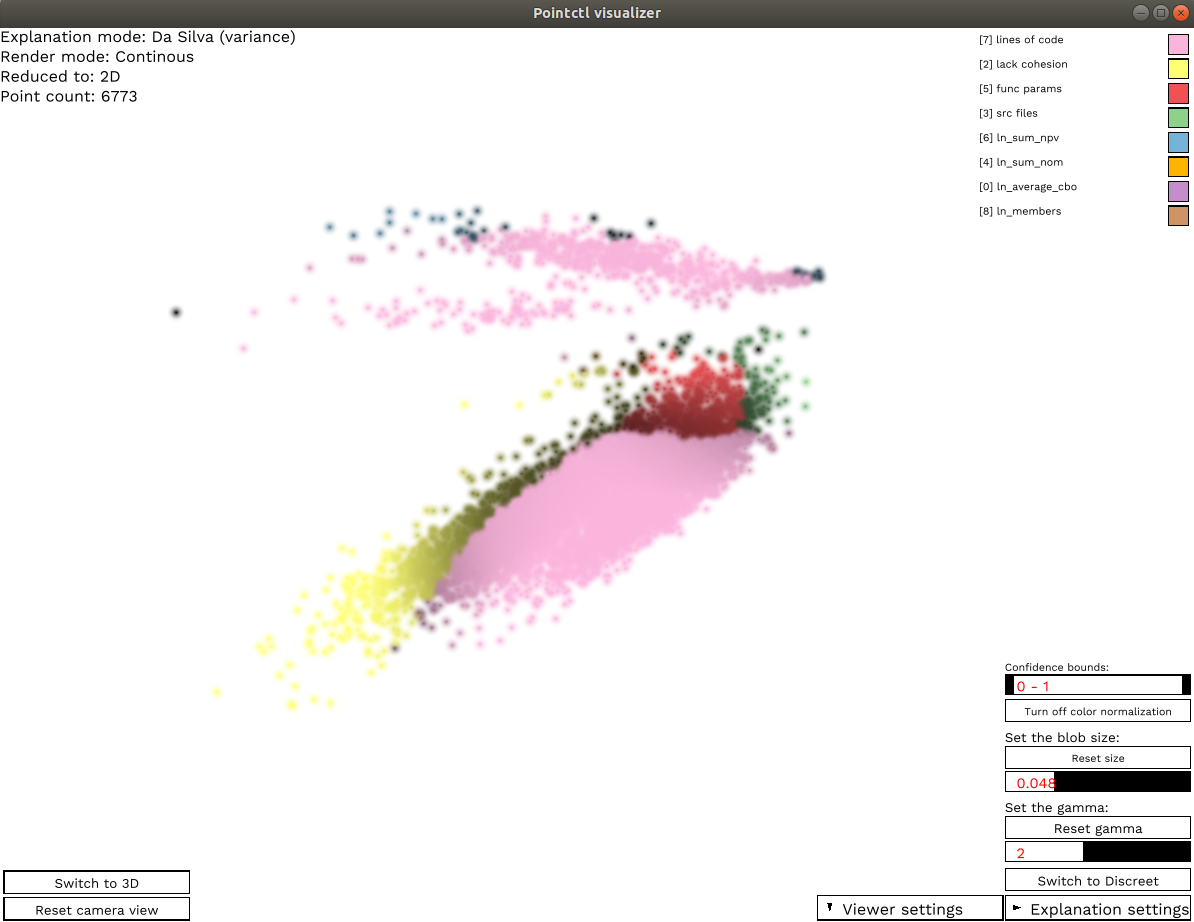 Pointctl visualizer
Explanation mode: Da Silva (variance)
Render mode: Continous
Reduced to: 2D
Point count: 6773
[7] lines of code
[2] lack cohesion
[5] func params
[3] src files
[6] ln_sum_npv
[4] ln_sum_nom
[0] ln_average_cbo
[8] ln_members
Confidence bounds:
0 - 1
Turn off color normalization
Set the blob size:
Reset size
0.048
Set the gamma:
Reset gamma
2
Switch to Discreet
Switch to 3D
Reset camera view
Viewer settings
Explanation settings